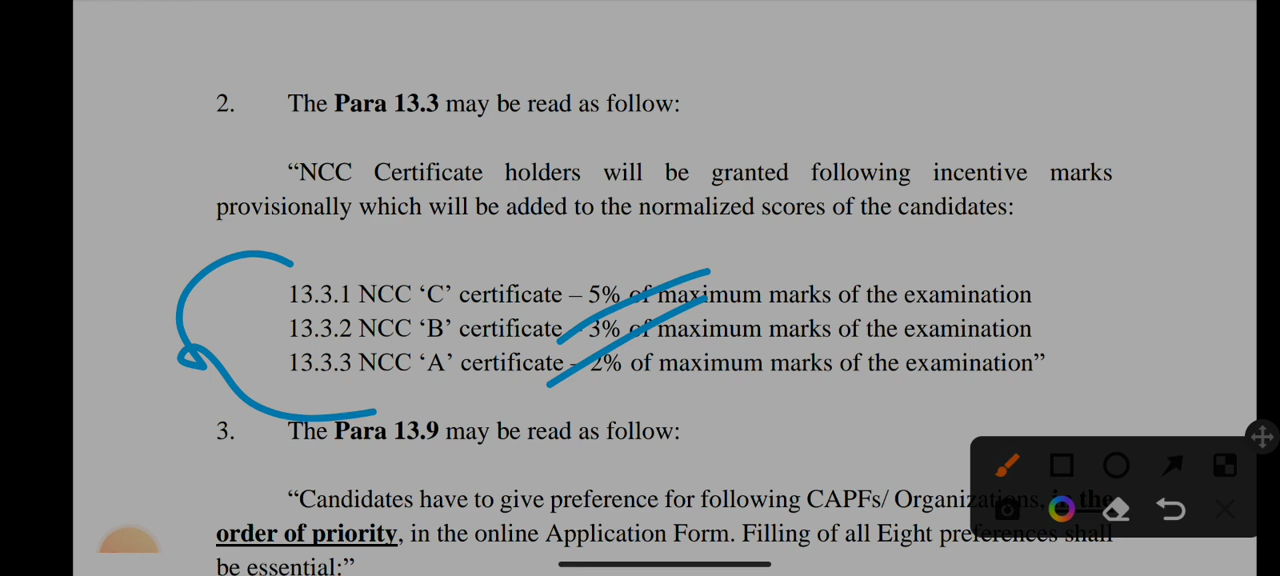 2. The Para 13.3 may be read as follow:
“NCC Certificate holders will be granted following incentive marks
provisionally which will be added to the normalized scores of the candidates:
13.3.1 NCC ‘C’ certificate – 5% of maximum marks of the examination
13.3.2 NCC ‘B’ certificate – 3% of maximum marks of the examination
13.3.3 NCC ‘A’ certificate – 2% of maximum marks of the examination”
3. The Para 13.9 may be read as follow:
“Candidates have to give preference for following CAPFs/ Organizations, in the
order of priority, in the online Application Form. Filling of all Eight preferences shall
be essential:”